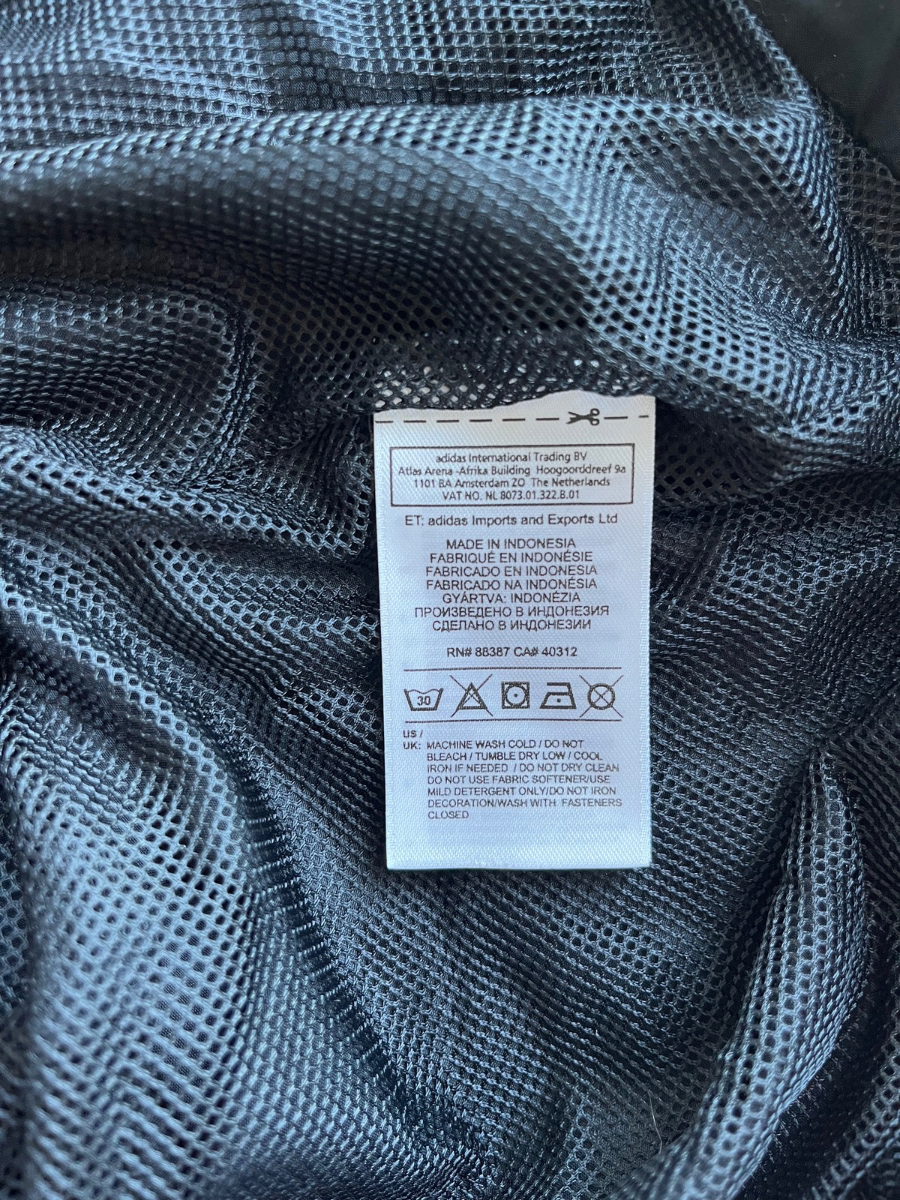 adidas International Trading BV
Atlas Arena -Afrika Building Hoogoorddreef 9a
1101 BA Amsterdam ZO The Netherlands
VAT NO. NL 8073.01.322.B.01
ET: adidas Imports and Exports Ltd
MADE IN INDONESIA
FABRIQUÉ EN INDONÉSIE
FABRICADO EN INDONESIA
FABRICADO NA INDONÉSIA
GYÁRTVA: INDONÉZIA
ПРОИЗВЕДЕНО В ИНДОНЕЗИЯ
СДЕЛАНО В ИНДОНЕЗИИ
RN# 88387 CA# 40312
30
US /
UK: MACHINE WASH COLD / DO NOT
BLEACH / TUMBLE DRY LOW / COOL
IRON IF NEEDED / DO NOT DRY CLEAN
DO NOT USE FABRIC SOFTENER/USE
MILD DETERGENT ONLY/DO NOT IRON
DECORATION/WASH WITH FASTENERS
CLOSED